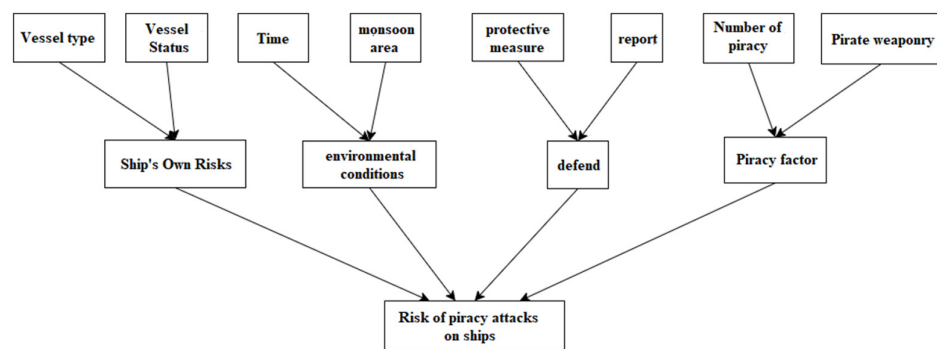 Vessel type
Vessel
Status
Time
monsoon
area
protective
measure
report
Number of
piracy
Pirate weaponry
Ship's Own Risks
environmental
conditions
defend
Piracy factor
Risk of piracy attacks
on ships